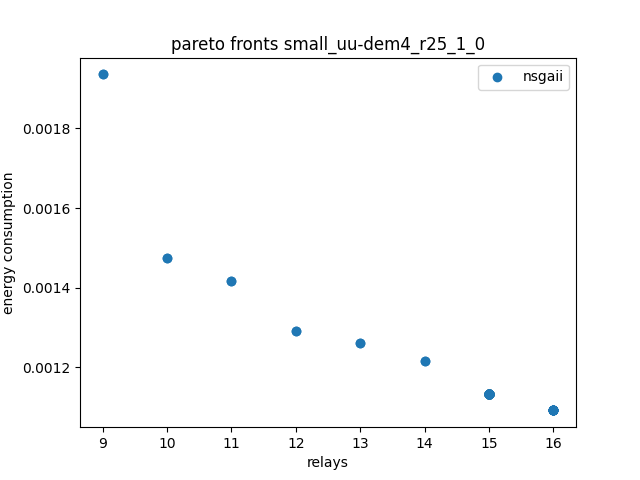 pareto fronts small_uu-dem4_r25_1_0
nsgaii
0.0018
0.0016
0.0014
0.0012
energy consumption
9 10 11 12 13 14 15 16
relays